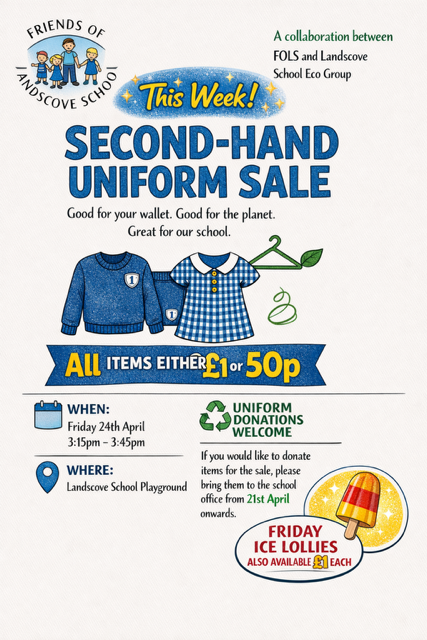 FRIENDS OF
LANDSCOVE SCHOOL
A collaboration between
FOLS and Landscove
School Eco Group
This Week!
SECOND-HAND
UNIFORM SALE
Good for your wallet. Good for the planet.
Great for our school.
1
1
All ITEMS EITHER £1 or 50p
WHEN:
Friday 24th April
3:15pm – 3:45pm
WHERE:
Landscove School Playground
UNIFORM
DONATIONS
WELCOME
If you would like to donate
items for the sale, please
bring them to the school
office from 21st April
onwards.
FRIDAY
ICE LOLLIES
ALSO AVAILABLE £1 EACH